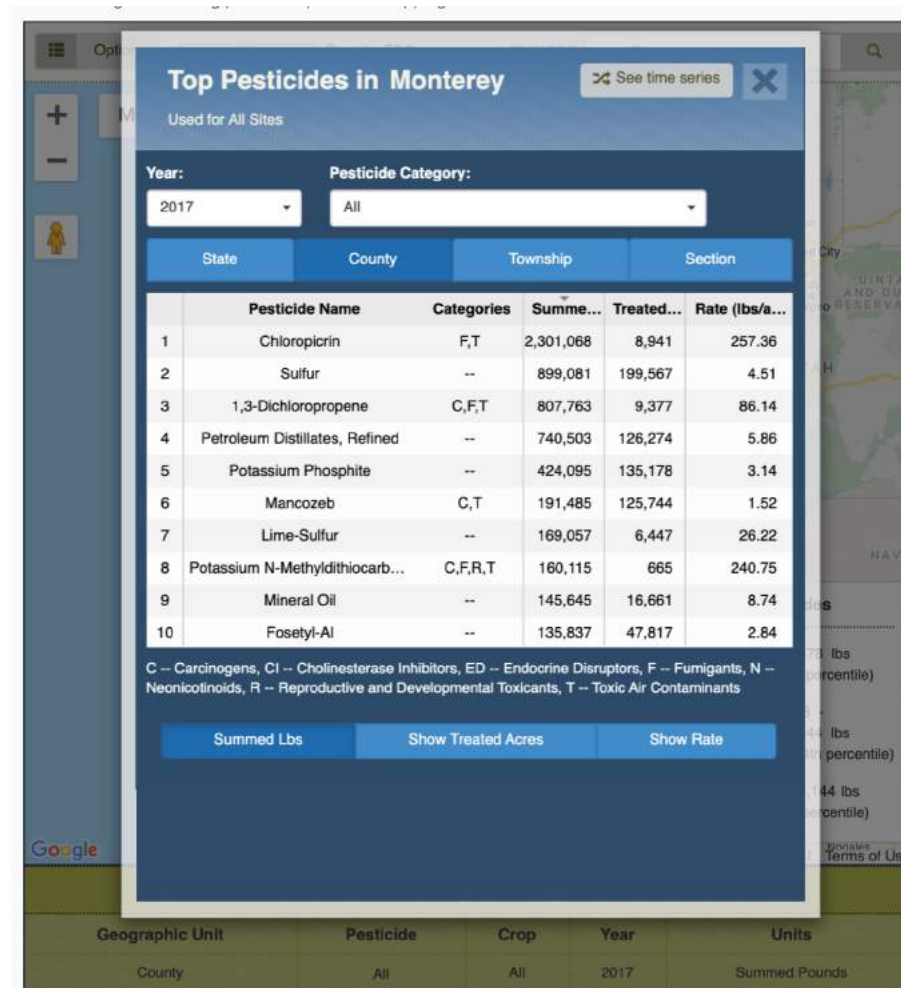 Top Pesticides in Monterey
See time series
Used for All Sites
Year:
Pesticide Category:
2017
All
State County Township Section
Pesticide Name Categories Summe... Treated... Rate (lbs/a...
1 Chloropicrin F,T 2,301,068 8,941 257.36
2 Sulfur -- 899,081 199,567 4.51
3 1,3-Dichloropropene C,F,T 807,763 9,377 86.14
4 Petroleum Distillates, Refined -- 740,503 126,274 5.86
5 Potassium Phosphite -- 424,095 135,178 3.14
6 Mancozeb C,T 191,485 125,744 1.52
7 Lime-Sulfur -- 169,057 6,447 26.22
8 Potassium N-Methyldithiocarb... C,F,R,T 160,115 665 240.75
9 Mineral Oil -- 145,645 16,661 8.74
10 Fosetyl-Al -- 135,837 47,817 2.84
C -- Carcinogens, CI -- Cholinesterase Inhibitors, ED -- Endocrine Disruptors, F -- Fumigants, N --
Neonicotinoids, R -- Reproductive and Developmental Toxicants, T -- Toxic Air Contaminants
Summed Lbs Show Treated Acres Show Rate
lbs
lbs
percentile)
lbs
Google
Nogales
Terms of Us
Geographic Unit Pesticide Crop Year Units
County All All 2017 Summed Pounds